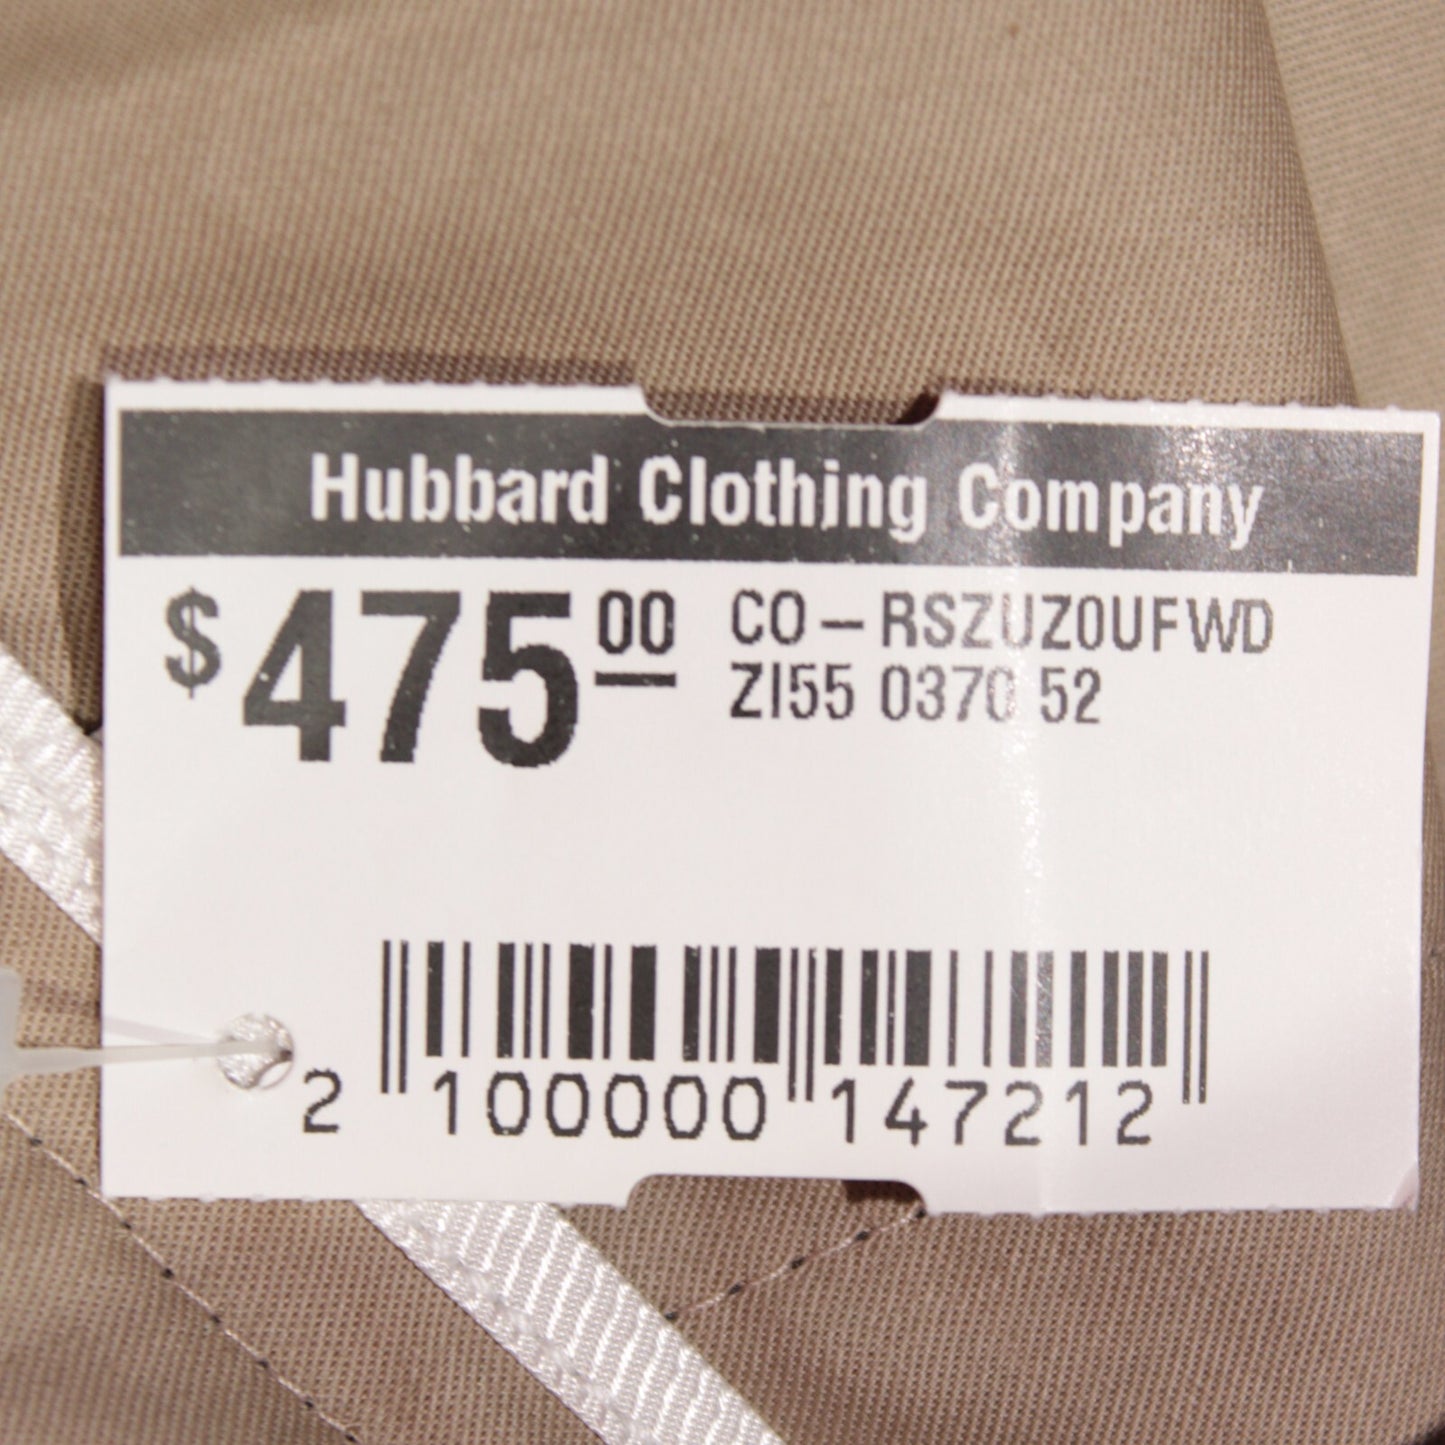 Hubbard Clothing Company
$475 00 CO-RSZUZ0UFWD
ZI55 0370 52
2 100000 147212